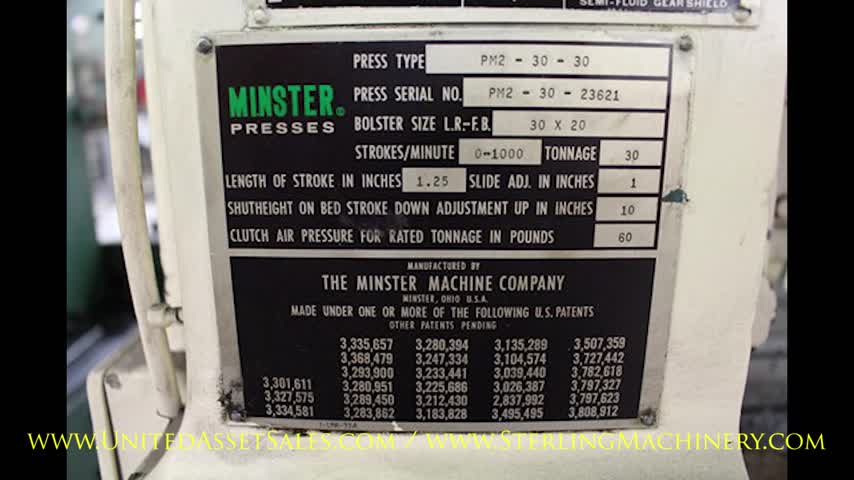 SEMI-FLUID GEAR SHIELD
MINSTER®
PRESSES
PRESS TYPE PM2 - 30 - 30
PRESS SERIAL NO. PM2 - 30 - 23621
BOLSTER SIZE L.R.-F.B. 30 X 20
STROKES/MINUTE 0-1000 TONNAGE 30
LENGTH OF STROKE IN INCHES 1.25 SLIDE ADJ. IN INCHES 1
SHUTHEIGHT ON BED STROKE DOWN ADJUSTMENT UP IN INCHES 10
CLUTCH AIR PRESSURE FOR RATED TONNAGE IN POUNDS 60
MANUFACTURED BY
THE MINSTER MACHINE COMPANY
MINSTER, OHIO U.S.A.
MADE UNDER ONE OR MORE OF THE FOLLOWING U.S. PATENTS
OTHER PATENTS PENDING
3,335,657 3,280,394 3,135,289 3,507,359
3,368,479 3,247,334 3,104,574 3,727,442
3,293,900 3,233,441 3,039,440 3,782,618
3,301,611 3,280,951 3,225,686 3,026,387 3,797,327
3,327,575 3,289,450 3,212,430 2,837,992 3,797,623
3,334,581 3,283,862 3,183,828 3,495,495 3,808,912
www.UnitedAssetSales.com / www.SterlingMachinery.com